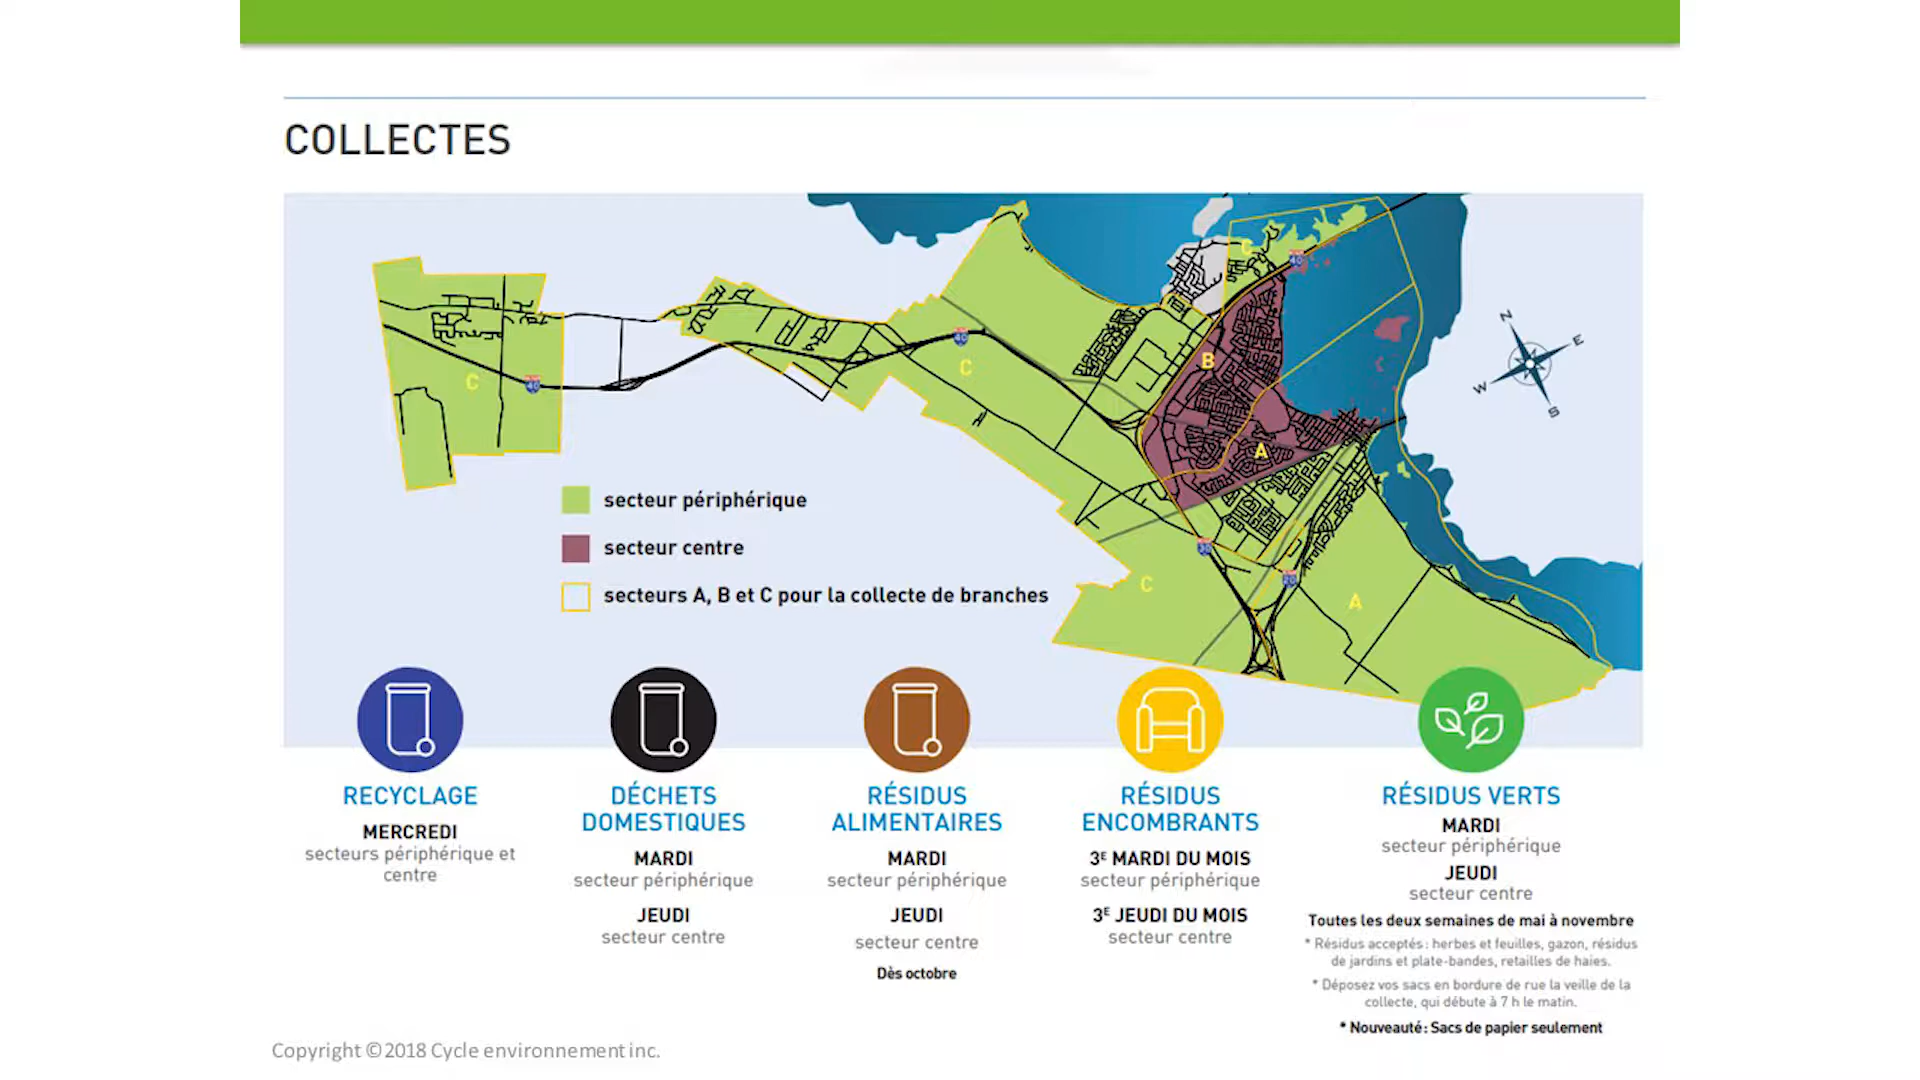 COLLECTES
C
40
B
C
40
C
40
A
N
E
W
S
secteur périphérique
secteur centre
secteurs A, B et C pour la collecte de branches
30
20
C
A
RECYCLAGE
MERCREDI
secteurs périphérique et
centre
DÉCHETS
DOMESTIQUES
MARDI
secteur périphérique
JEUDI
secteur centre
RÉSIDUS
ALIMENTAIRES
MARDI
secteur périphérique
JEUDI
secteur centre
Dès octobre
RÉSIDUS
ENCOMBRANTS
3E MARDI DU MOIS
secteur périphérique
3E JEUDI DU MOIS
secteur centre
RÉSIDUS VERTS
MARDI
secteur périphérique
JEUDI
secteur centre
Toutes les deux semaines de mai à novembre
* Résidus acceptés : herbes et feuilles, gazon, résidus
de jardins et plate-bandes, retailles de haies.
* Déposez vos sacs en bordure de rue la veille de la
collecte, qui débute à 7 h le matin.
* Nouveauté : Sacs de papier seulement
Copyright © 2018 Cycle environnement inc.